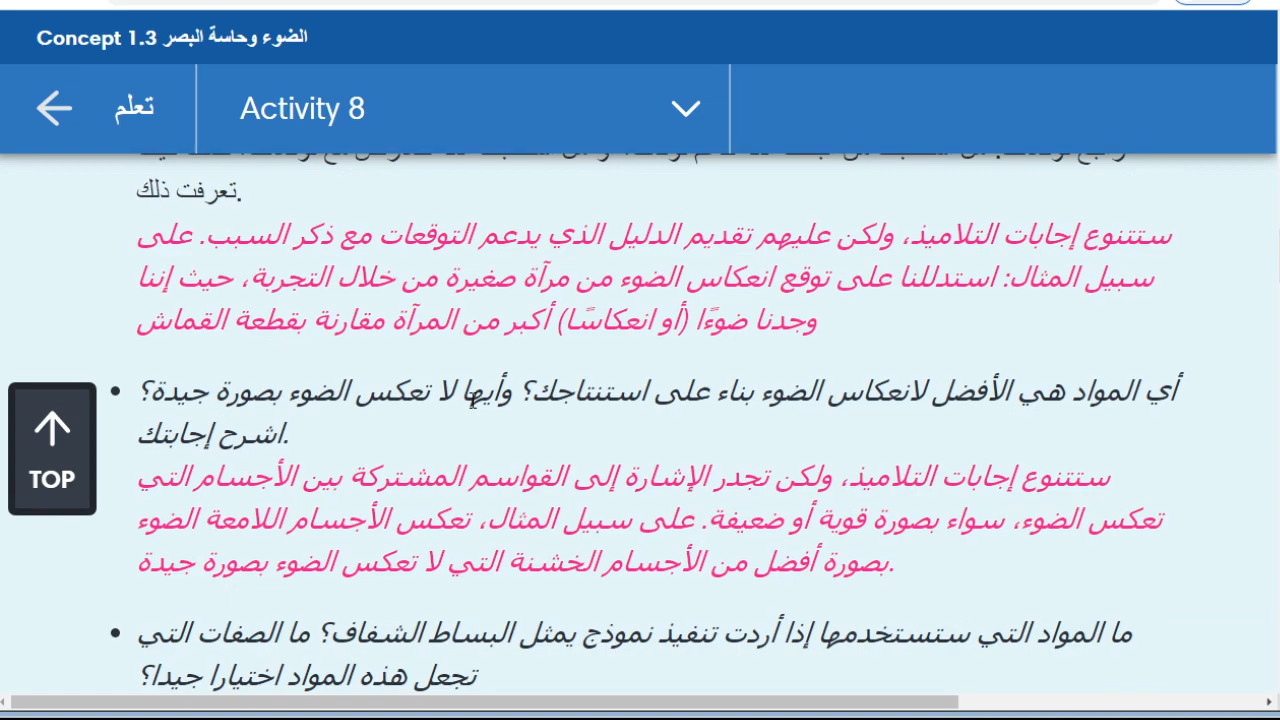 Concept 1.3 الضوء وحاسة البصر
تعلم
Activity 8
تعرفت ذلك.
ستتنوع إجابات التلاميذ، ولكن عليهم تقديم الدليل الذي يدعم التوقعات مع ذكر السبب. على
سبيل المثال: استدللنا على توقع انعكاس الضوء من مرآة صغيرة من خلال التجربة، حيث إننا
وجدنا ضوءًا (أو انعكاسًا) أكبر من المرآة مقارنة بقطعة القماش
أي المواد هي الأفضل لانعكاس الضوء بناء على استنتاجك؟ وأيها لا تعكس الضوء بصورة جيدة؟
اشرح إجابتك.
ستتنوع إجابات التلاميذ، ولكن تجدر الإشارة إلى القواسم المشتركة بين الأجسام التي
تعكس الضوء، سواء بصورة قوية أو ضعيفة. على سبيل المثال، تعكس الأجسام اللامعة الضوء
بصورة أفضل من الأجسام الخشنة التي لا تعكس الضوء بصورة جيدة.
ما المواد التي ستستخدمها إذا أردت تنفيذ نموذج يمثل البساط الشفاف؟ ما الصفات التي
تجعل هذه المواد اختيارا جيدا؟
TOP